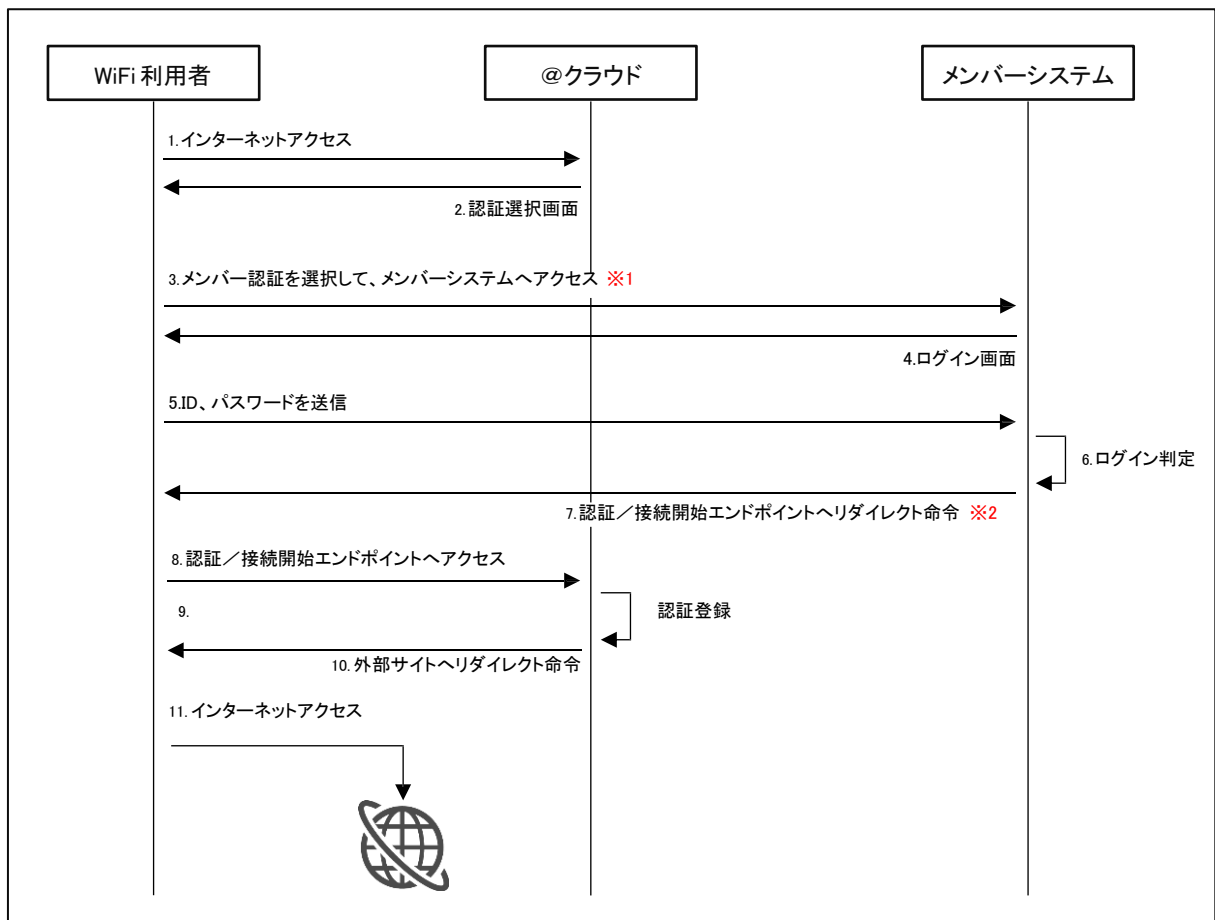 WiFi 利用者
@クラウド
メンバーシステム
1.インターネットアクセス
2.認証選択画面
3.メンバー認証を選択して、メンバーシステムへアクセス ※1
4.ログイン画面
5.ID、パスワードを送信
6.ログイン判定
7.認証／接続開始エンドポイントへリダイレクト命令 ※2
8.認証／接続開始エンドポイントへアクセス
9. 認証登録
10.外部サイトへリダイレクト命令
11.インターネットアクセス